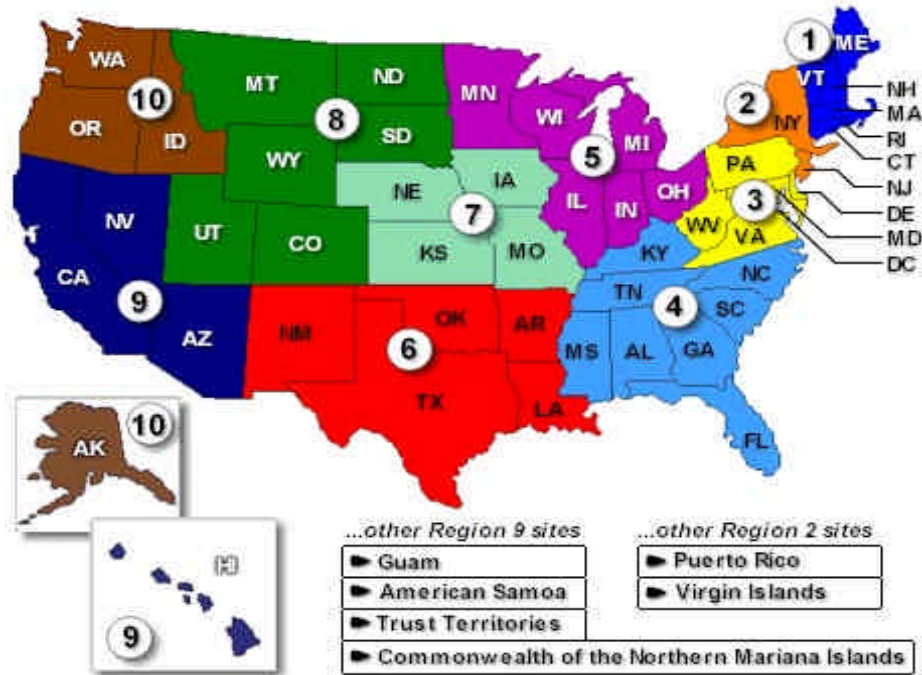 1
ME
WA
MT
ND
MN
VT
NH
10
8
2
MA
OR
ID
SD
WI
MI
NY
RI
WY
5
PA
CT
NE
IA
NJ
NV
UT
CO
7
IL
IN
OH
3
WV
VA
DE
KS
MO
KY
MD
CA
NC
DC
9
TN
4
SC
AZ
NM
OK
AR
6
MS
AL
GA
TX
LA
FL
AK
10
HI
9
...other Region 9 sites
Guam
American Samoa
Trust Territories
Commonwealth of the Northern Mariana Islands
...other Region 2 sites
Puerto Rico
Virgin Islands